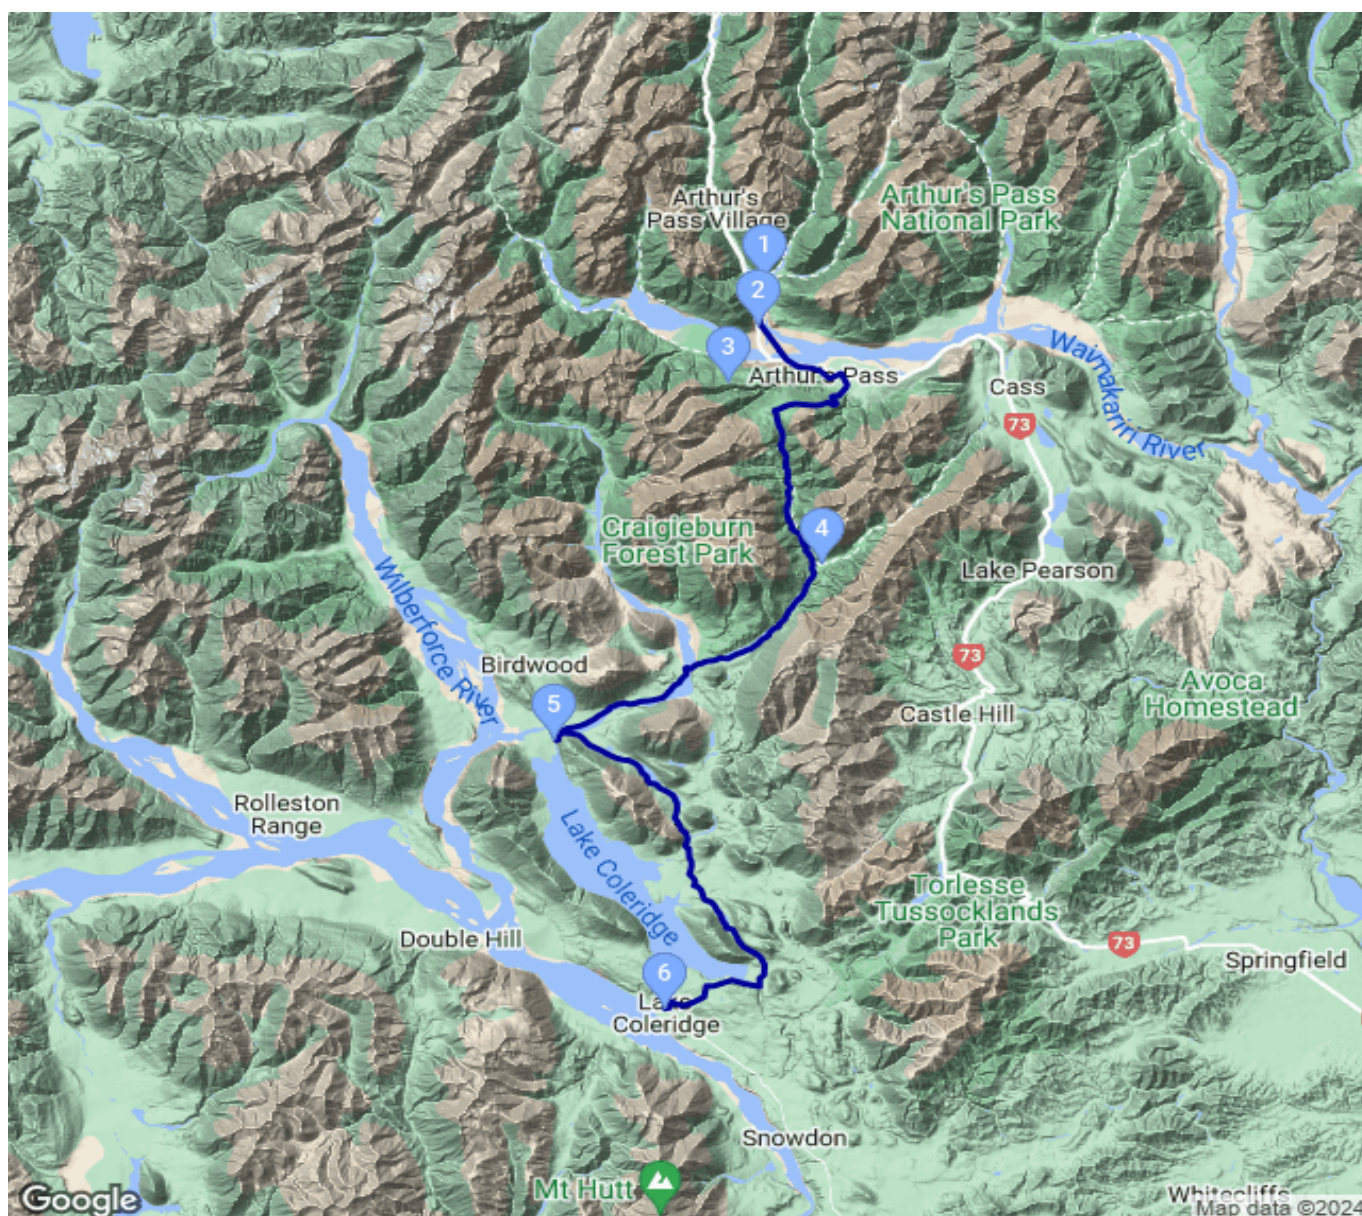 Arthur's
Pass Village
Arthur's Pass
National Park
1
2
3
Arthur's Pass
Waimakariri River
Cass
73
Craigieburn
Forest Park
4
Lake Pearson
Wilberforce River
Birdwood
73
Avoca
Homestead
5
Castle Hill
Rolleston
Range
Lake Coleridge
Torlesse
Tussocklands
Park
Double Hill
73
Springfield
6
Lake
Coleridge
Snowdon
Mt Hutt
Whitecliffs
Google
Map data ©2024